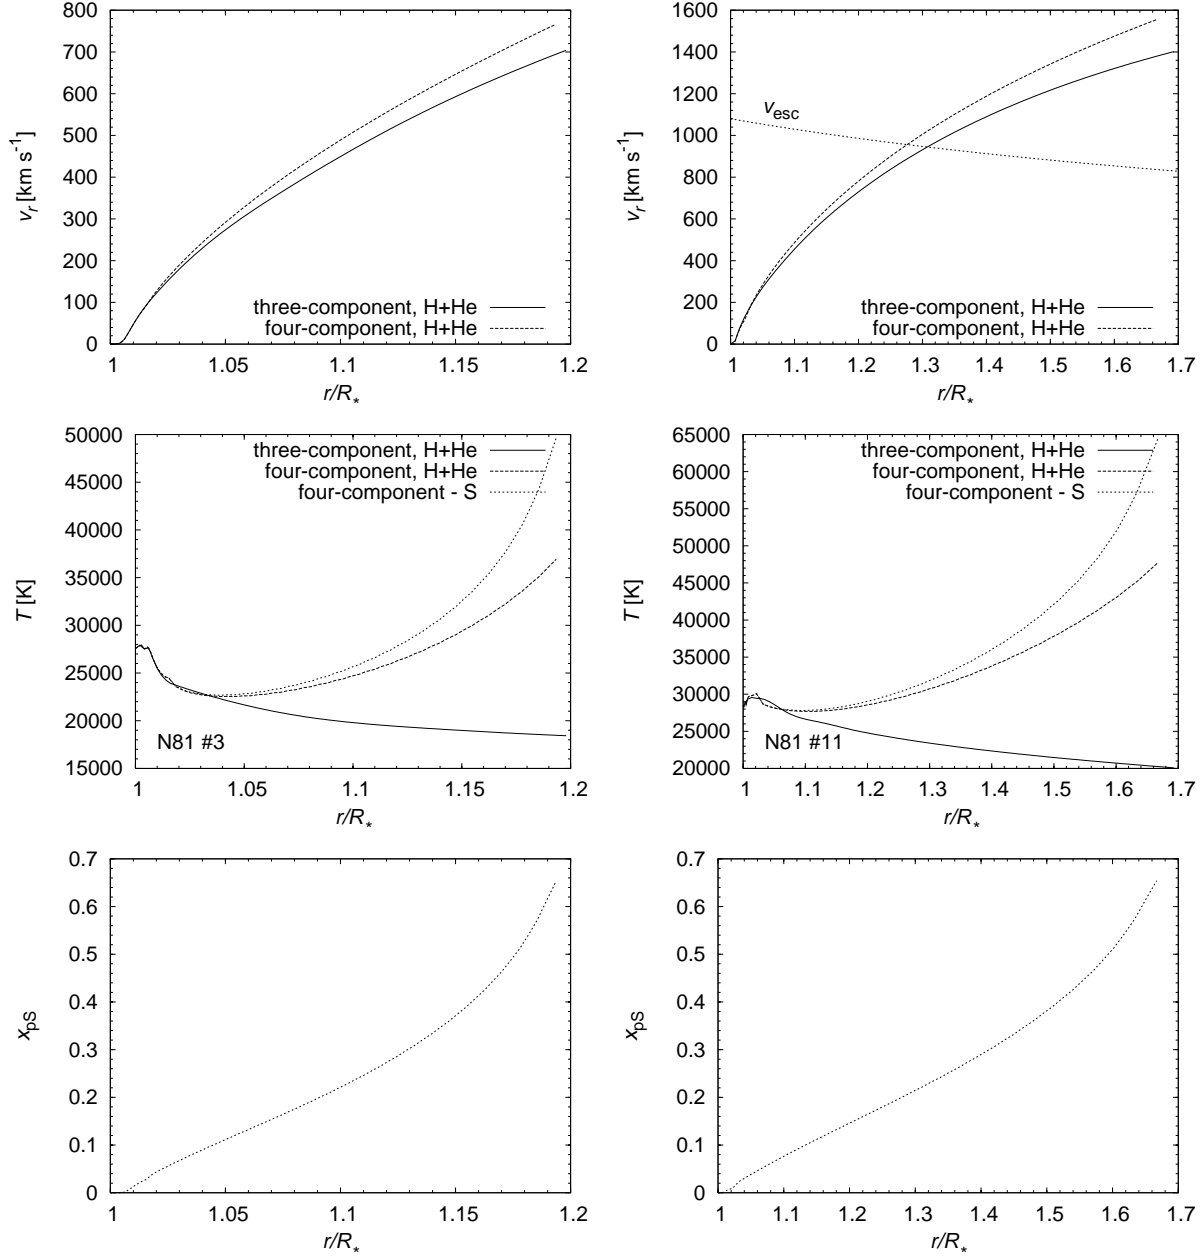 800
700
600
500
400
300
200
100
0
v_r [km s^-1]
three-component, H+He
four-component, H+He
1 1.05 1.1 1.15 1.2
r/R_*
1600
1400
1200
1000
800
600
400
200
0
v_r [km s^-1]
v_esc
three-component, H+He
four-component, H+He
1 1.1 1.2 1.3 1.4 1.5 1.6 1.7
r/R_*
50000
45000
40000
35000
30000
25000
20000
15000
T [K]
three-component, H+He
four-component, H+He
four-component - S
N81 #3
1 1.05 1.1 1.15 1.2
r/R_*
65000
60000
55000
50000
45000
40000
35000
30000
25000
20000
T [K]
three-component, H+He
four-component, H+He
four-component - S
N81 #11
1 1.1 1.2 1.3 1.4 1.5 1.6 1.7
r/R_*
0.7
0.6
0.5
0.4
0.3
0.2
0.1
0
x_pS
1 1.05 1.1 1.15 1.2
r/R_*
0.7
0.6
0.5
0.4
0.3
0.2
0.1
0
x_pS
1 1.1 1.2 1.3 1.4 1.5 1.6 1.7
r/R_*